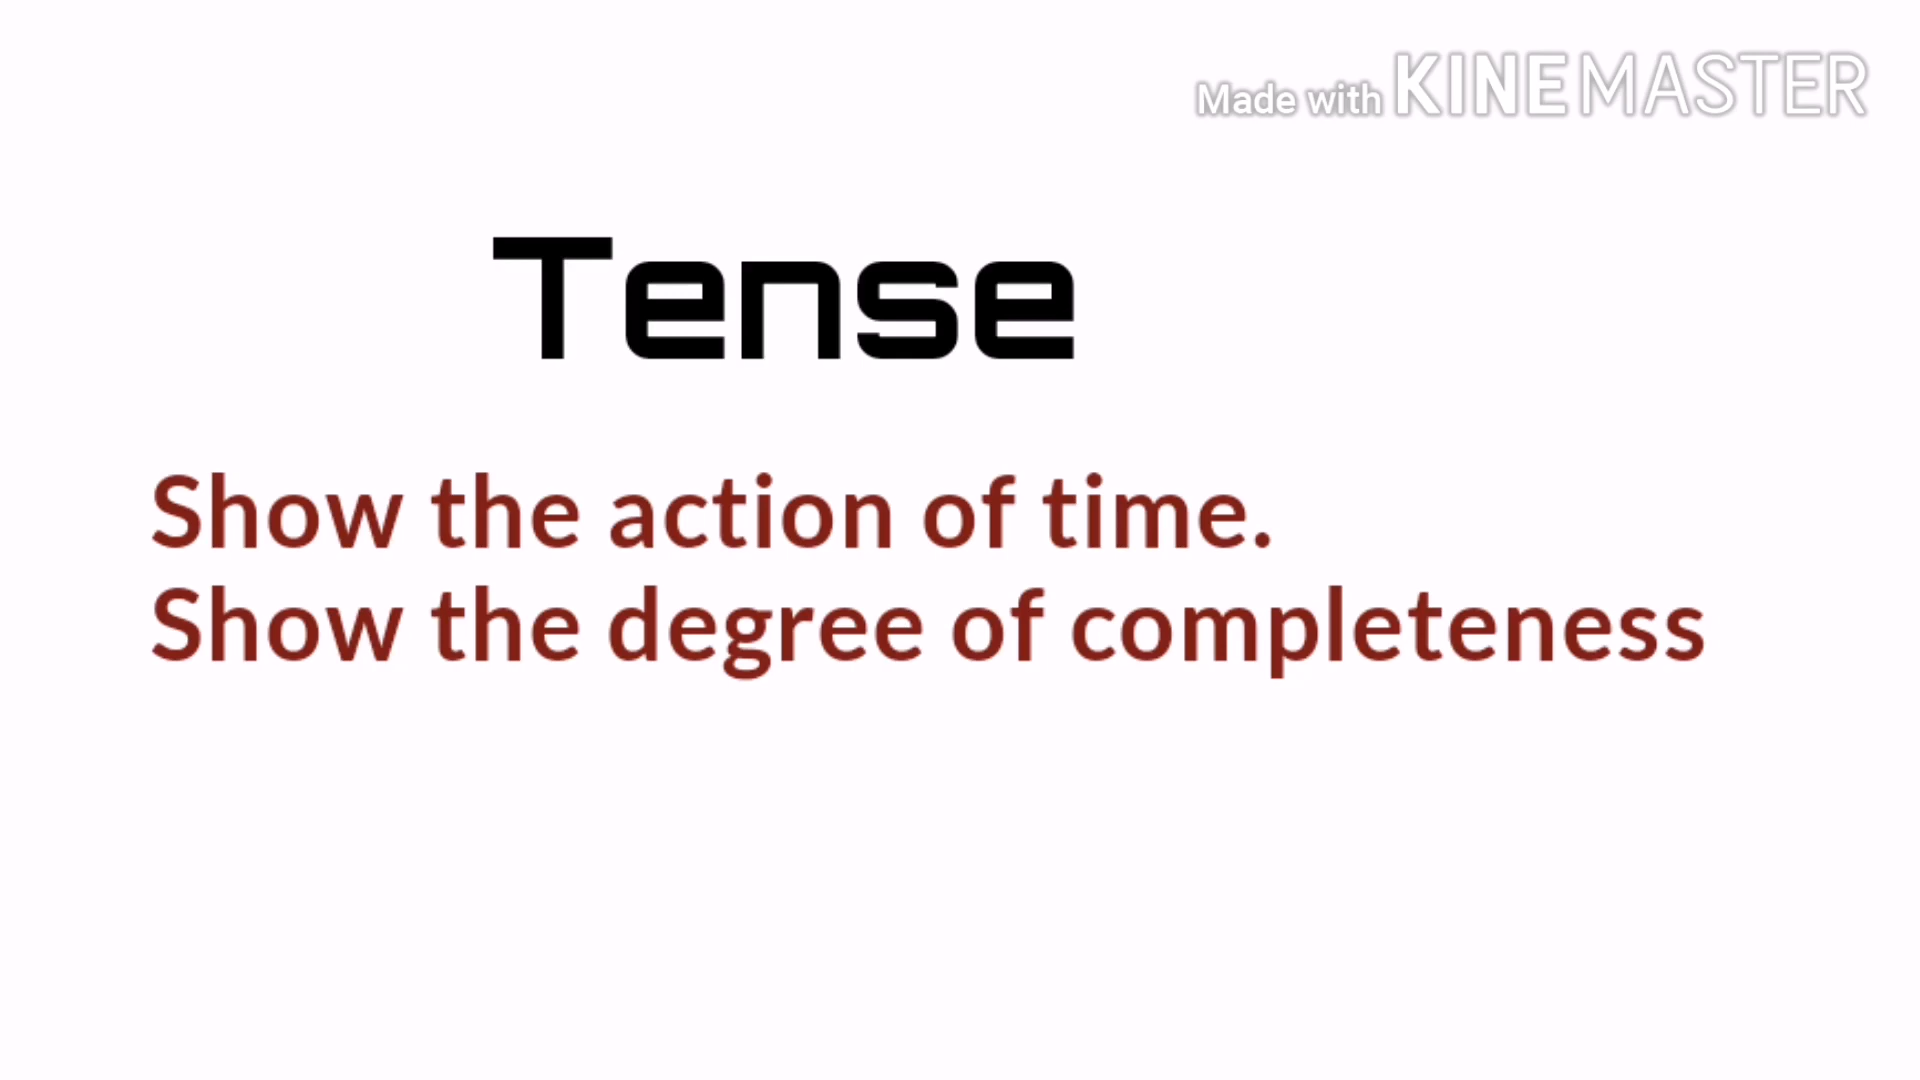 Made with KINEMASTER
Tense
Show the action of time.
Show the degree of completeness